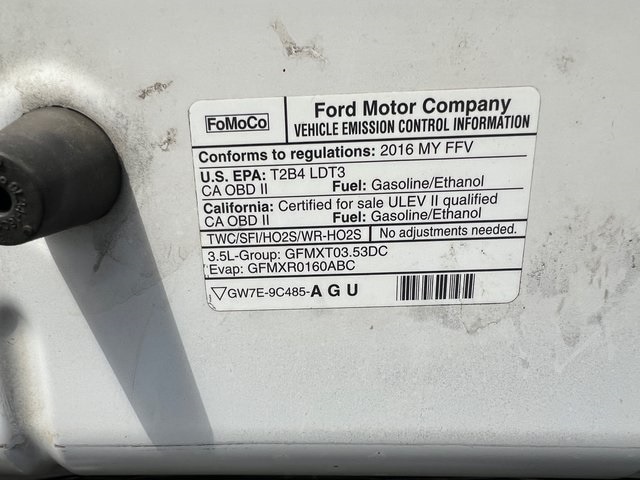 FoMoCo
Ford Motor Company
VEHICLE EMISSION CONTROL INFORMATION
Conforms to regulations: 2016 MY FFV
U.S. EPA: T2B4 LDT3
CA OBD II Fuel: Gasoline/Ethanol
California: Certified for sale ULEV II qualified
CA OBD II Fuel: Gasoline/Ethanol
TWC/SFI/HO2S/WR-HO2S No adjustments needed.
3.5L-Group: GFMXT03.53DC
Evap: GFMXR0160ABC
GW7E-9C485-A G U